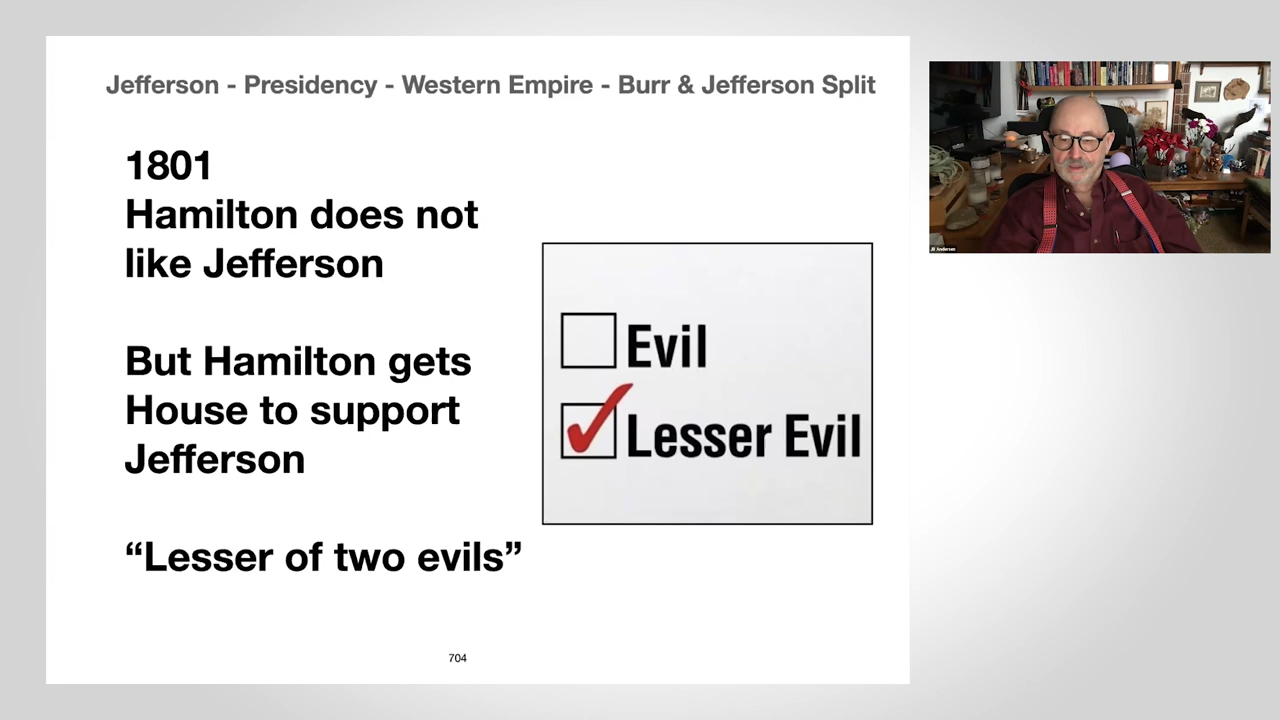 Jefferson - Presidency - Western Empire - Burr & Jefferson Split
1801
Hamilton does not
like Jefferson
But Hamilton gets
House to support
Jefferson
“Lesser of two evils”
Evil
Lesser Evil
704